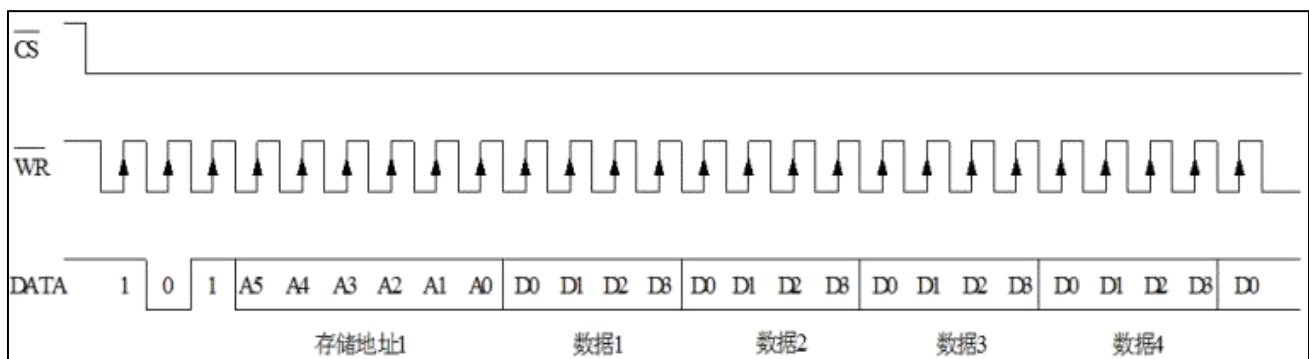 CS
WR
DATA 1 0 1 A5 A4 A3 A2 A1 A0 D0 D1 D2 D3 D0 D1 D2 D3 D0 D1 D2 D3 D0 D1 D2 D3 D0
存储地址1 数据1 数据2 数据3 数据4